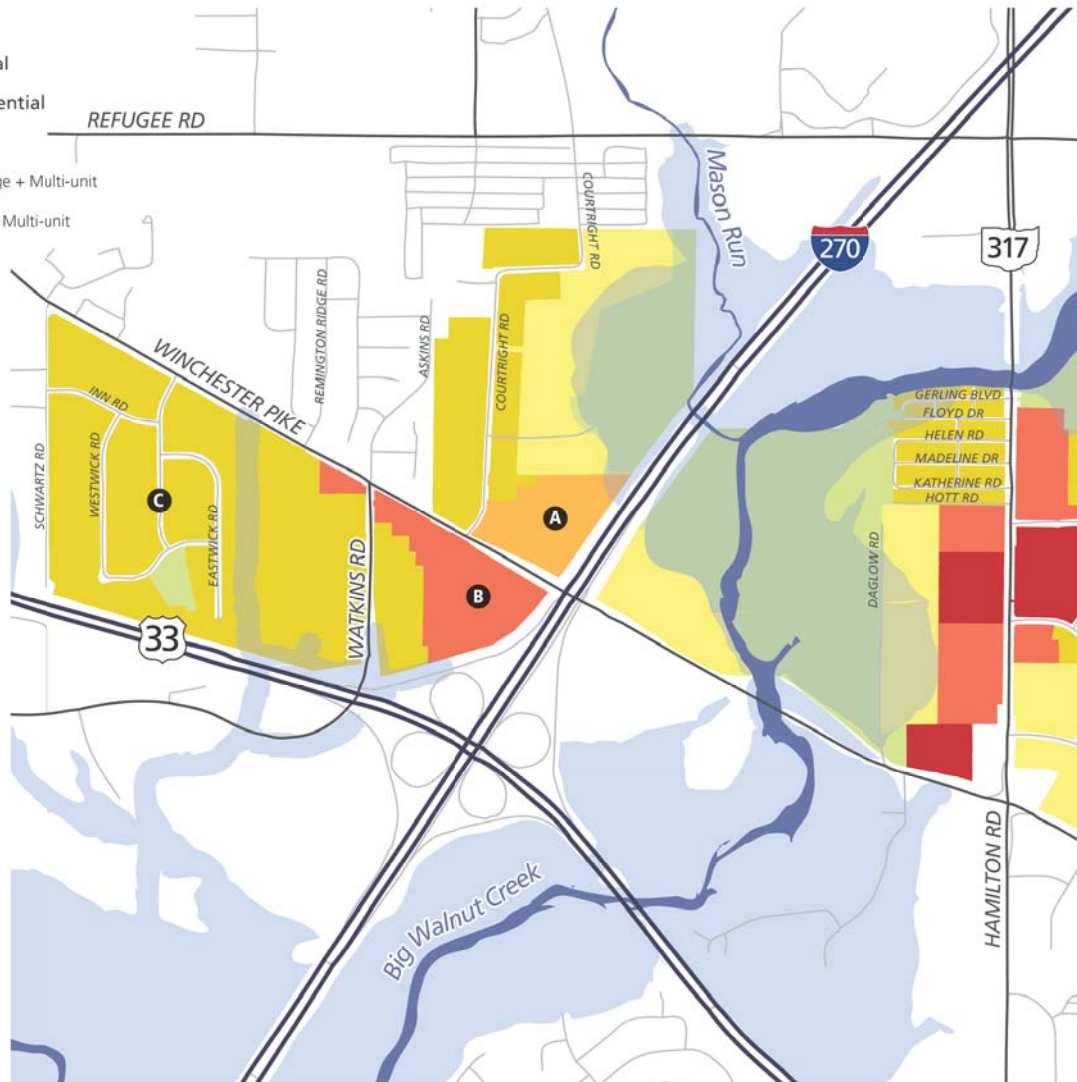 al
ential
REFUGEE RD
ge + Multi-unit
Multi-unit
COURTRIGHT RD
Mason Run
270
317
REMINGTON RIDGE RD
ASKINS RD
COURTRIGHT RD
WINCHESTER PIKE
INN RD
SCHWARTZ RD
WESTWICK RD
EASTWICK RD
GERLING BLVD
FLOYD DR
HELEN RD
MADELINE DR
KATHERINE RD
HOTT RD
C
A
B
WATKINS RD
DAGLOW RD
33
HAMILTON RD
Big Walnut Creek